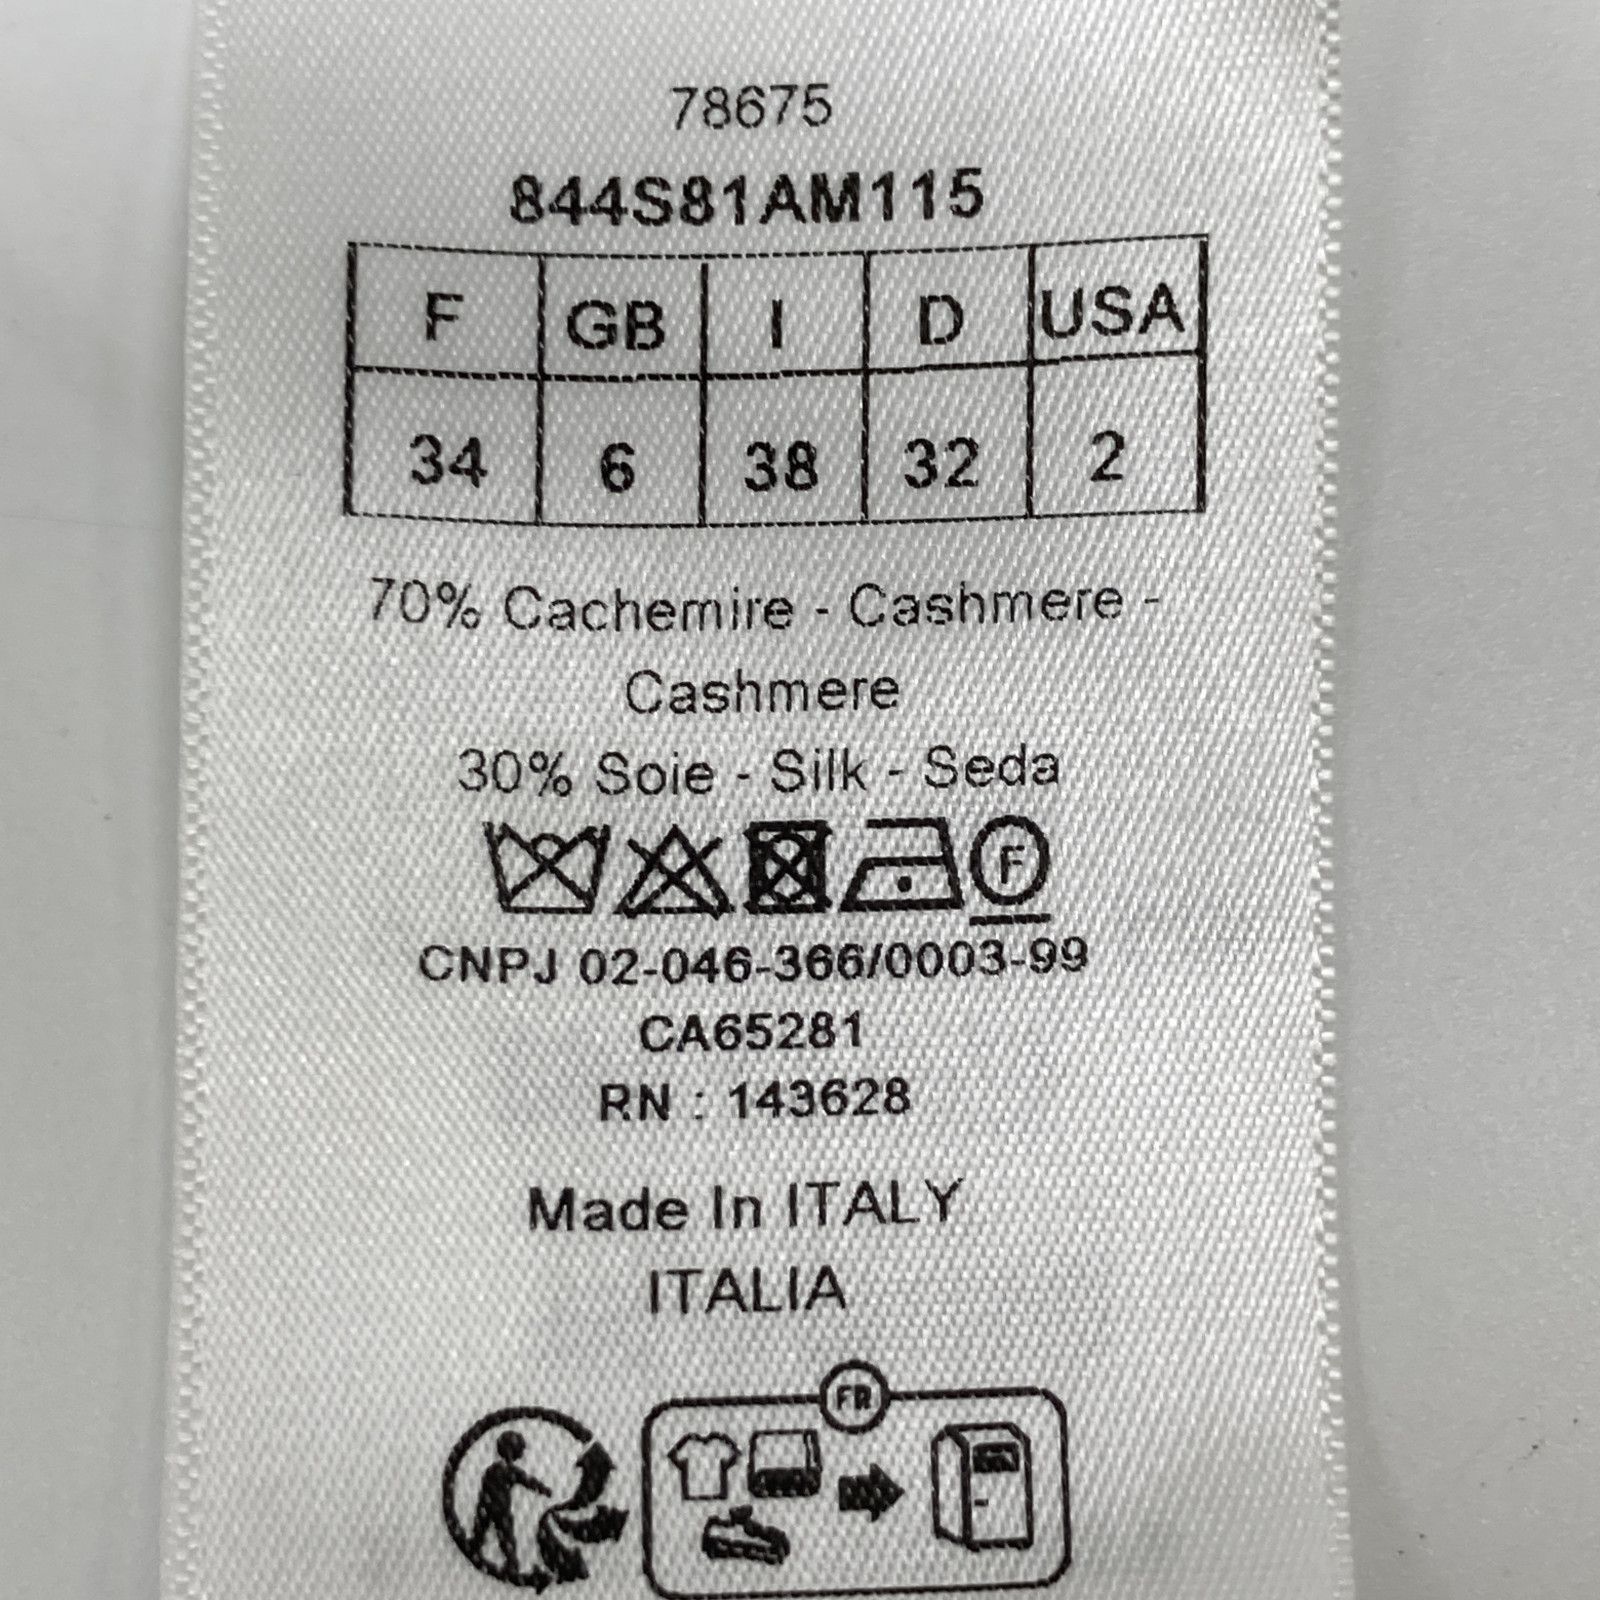 78675
844S81AM115
F GB I D USA
34 6 38 32 2
70% Cachemire - Cashmere -
Cashmere
30% Soie - Silk - Seda
F
CNPJ 02-046-366/0003-99
CA65281
RN : 143628
Made In ITALY
ITALIA
FR